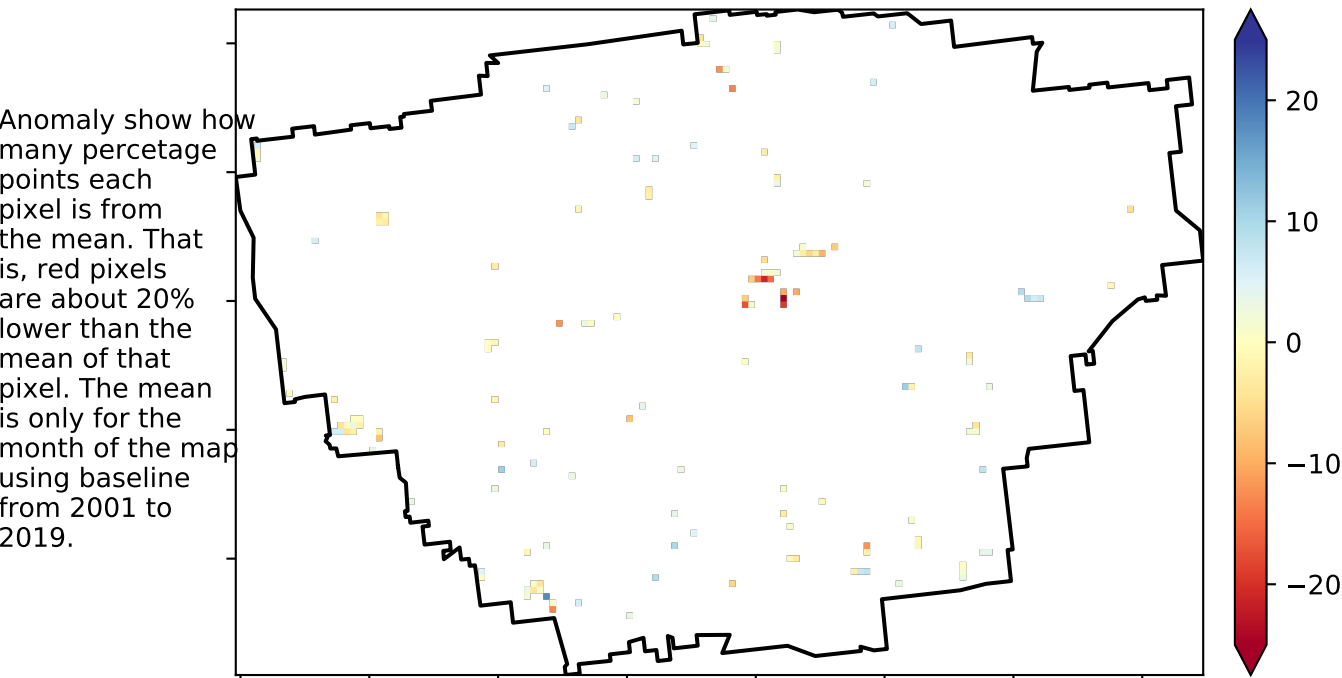 Anomaly show how
many percetage
points each
pixel is from
the mean. That
is, red pixels
are about 20%
lower than the
mean of that
pixel. The mean
is only for the
month of the map
using baseline
from 2001 to
2019.
20
10
0
−10
−20